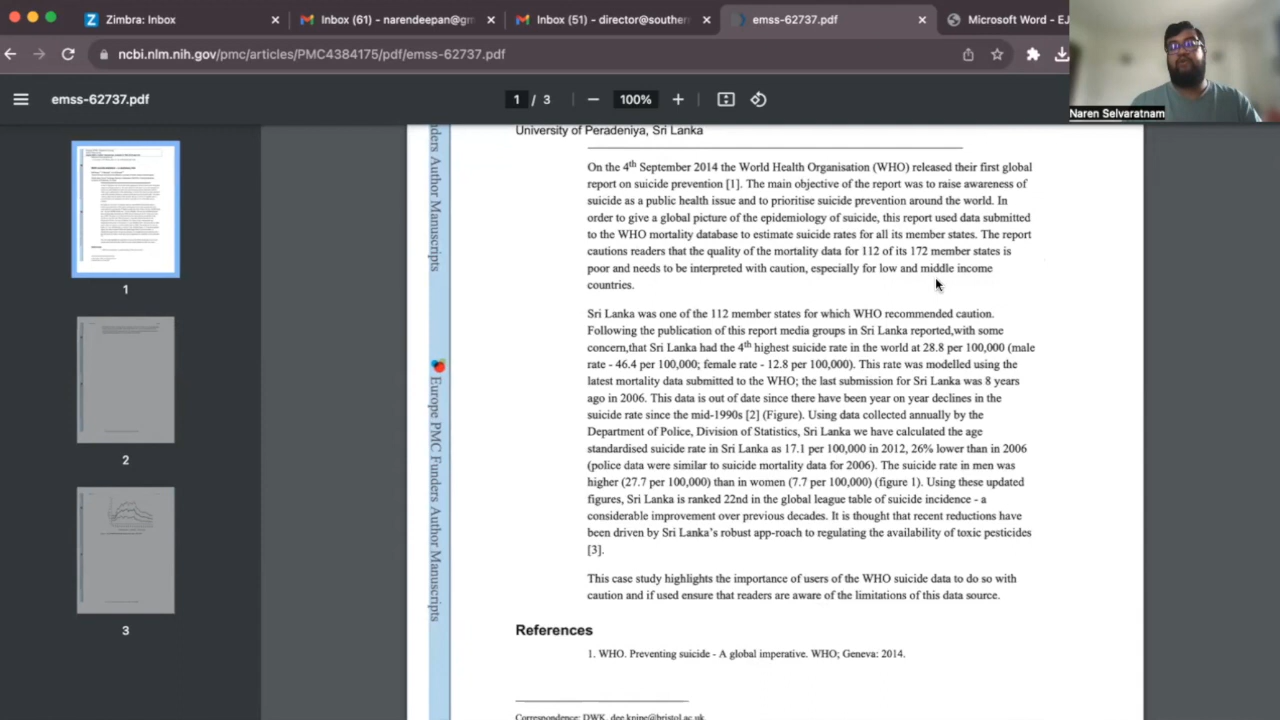 Zimbra: Inbox
Inbox (61) - narendeepan@gm
Inbox (51) - director@southern
emss-62737.pdf
Microsoft Word - EJ
ncbi.nlm.nih.gov/pmc/articles/PMC4384175/pdf/emss-62737.pdf
emss-62737.pdf
1 / 3
100%
Naren Selvaratnam
1
2
3
Europe PMC Funders Author Manuscripts
University of Peradeniya, Sri Lanka
On the 4th September 2014 the World Health Organisation (WHO) released their first global
report on suicide prevention [1]. The main objective of the report was to raise awareness of
suicide as a public health issue and to prioritise suicide prevention around the world. In
order to give a global picture of the epidemiology of suicide, this report used data submitted
to the WHO mortality database to estimate suicide rates for all its member states. The report
cautions readers that the quality of the mortality data for 112 of its 172 member states is
poor and needs to be interpreted with caution, especially for low and middle income
countries.
Sri Lanka was one of the 112 member states for which WHO recommended caution.
Following the publication of this report media groups in Sri Lanka reported,with some
concern,that Sri Lanka had the 4th highest suicide rate in the world at 28.8 per 100,000 (male
rate - 46.4 per 100,000; female rate - 12.8 per 100,000). This rate was modelled using the
latest mortality data submitted to the WHO; the last submission for Sri Lanka was 8 years
ago in 2006. This data is out of date since there have been year on year declines in the
suicide rate since the mid-1990s [2] (Figure). Using data collected annually by the
Department of Police, Division of Statistics, Sri Lanka we have calculated the age
standardised suicide rate in Sri Lanka as 17.1 per 100,000 in 2012, 26% lower than in 2006
(police data were similar to suicide mortality data for 2006). The suicide rate in men was
higher (27.7 per 100,000) than in women (7.7 per 100,000) (figure 1). Using these updated
figures, Sri Lanka is ranked 22nd in the global league table of suicide incidence - a
considerable improvement over previous decades. It is thought that recent reductions have
been driven by Sri Lanka's robust app-roach to regulating the availability of toxic pesticides
[3].
This case study highlights the importance of users of the WHO suicide data to do so with
caution and if used ensure that readers are aware of the limitations of this data source.
References
1. WHO. Preventing suicide - A global imperative. WHO; Geneva: 2014.
Correspondence: DWK, dee.knipe@bristol.ac.uk